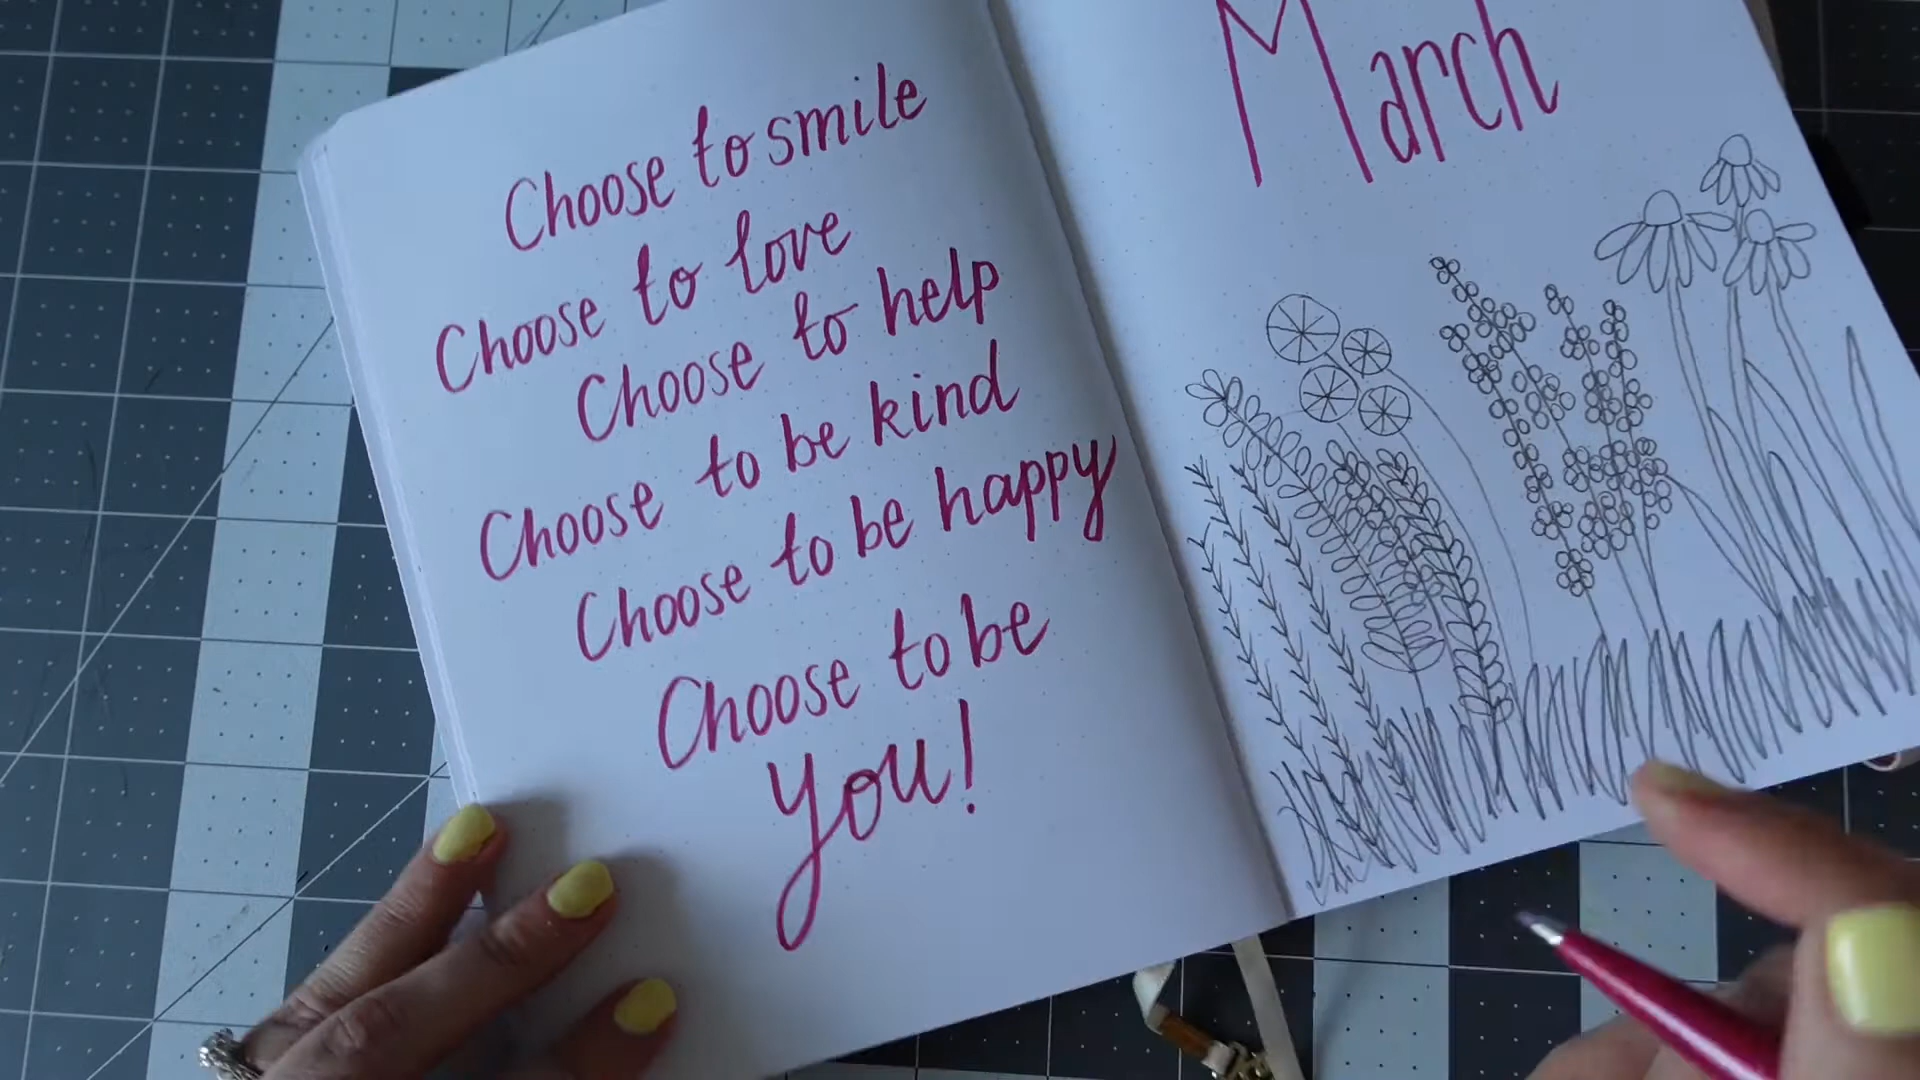 Choose to smile
Choose to love
Choose to help
Choose to be kind
Choose to be happy
Choose to be
you!
March